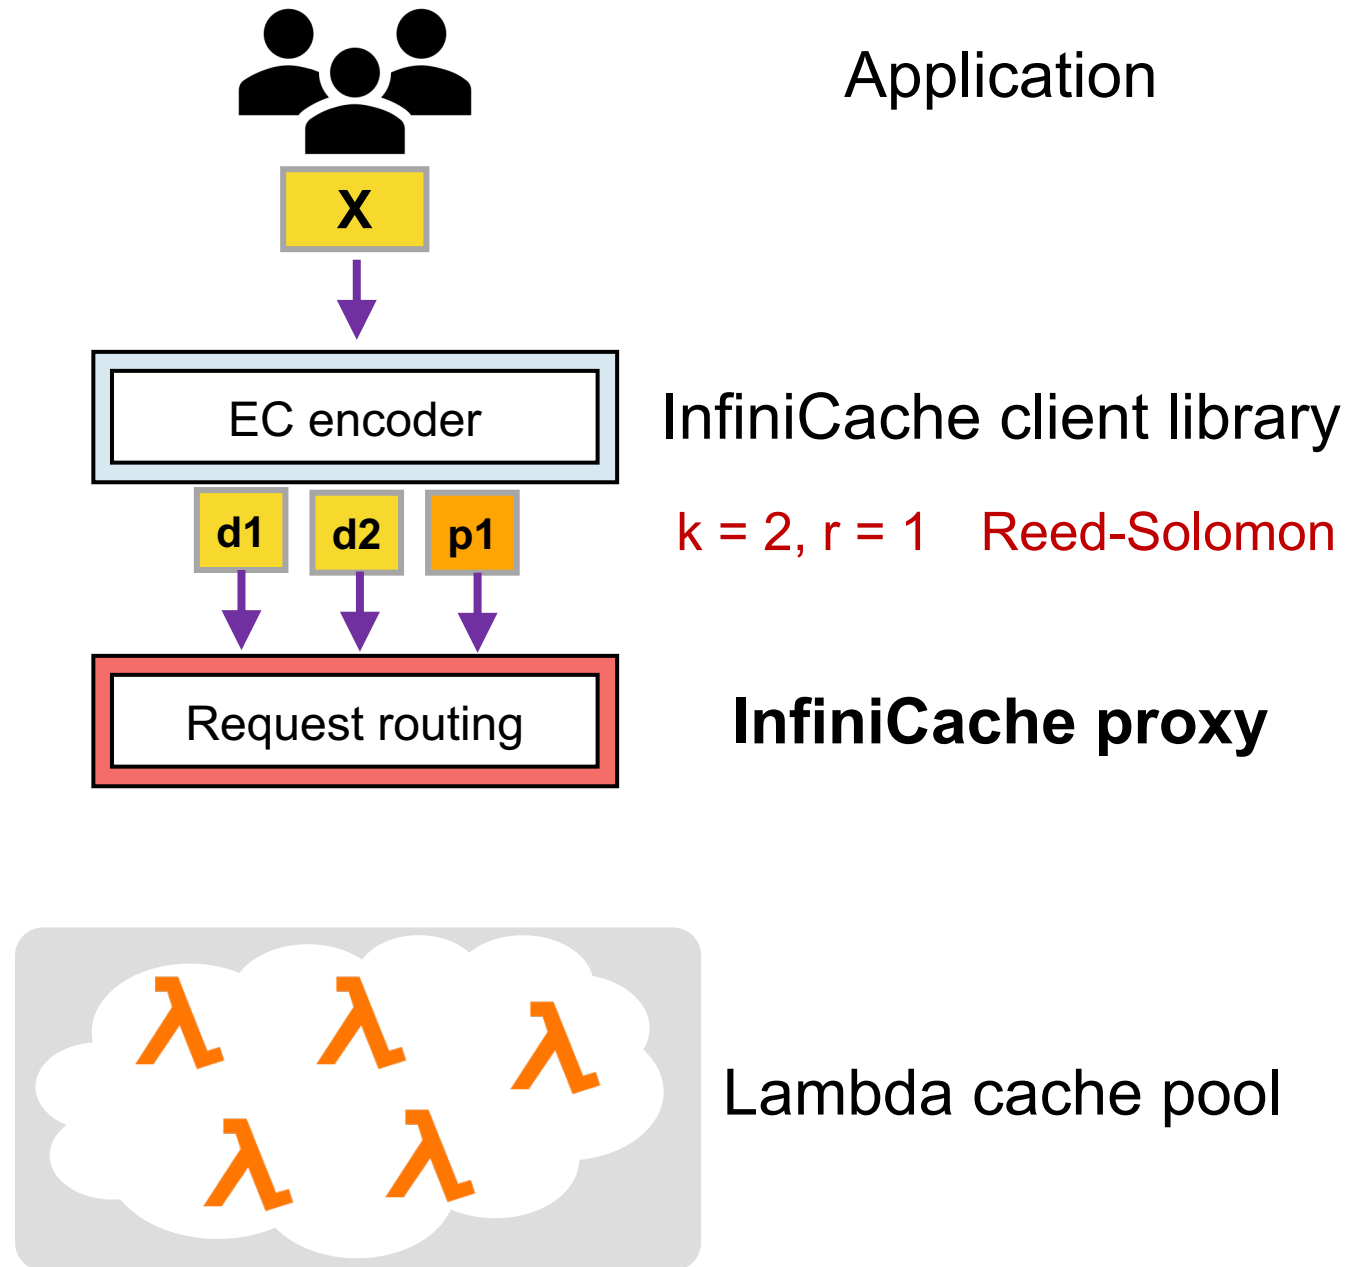 Application
X
EC encoder
InfiniCache client library
d1 d2 p1
k = 2, r = 1 Reed-Solomon
Request routing
InfiniCache proxy
λ λ λ
λ λ
Lambda cache pool